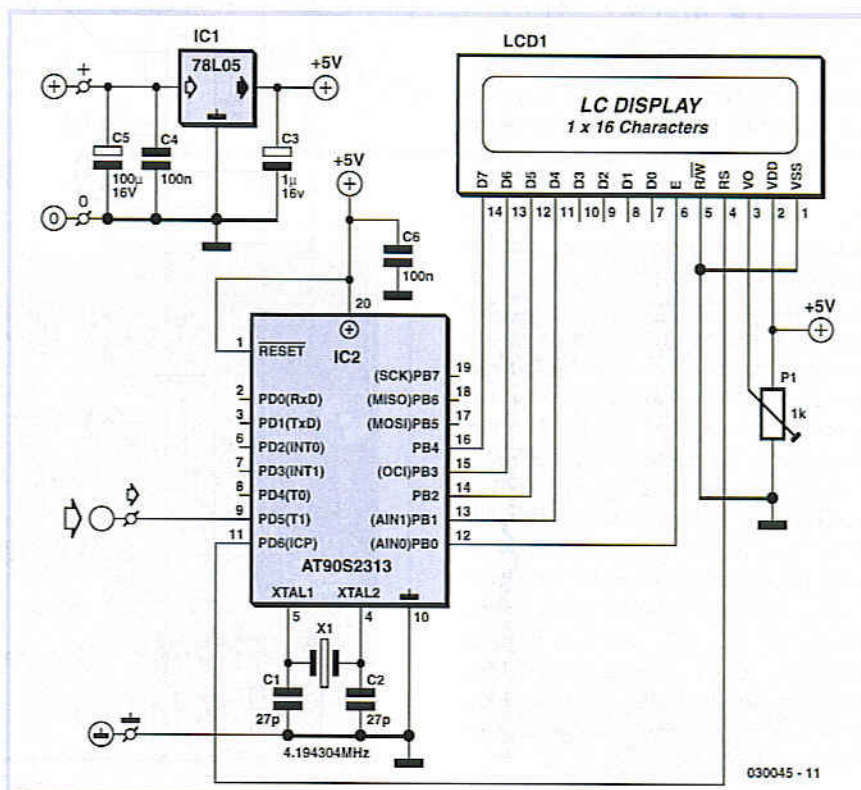 IC1
78L05
+5V
+
+
C5
100µ
16V
C4
100n
C3
1µ
16v
0
0
+5V
C6
100n
LCD1
LC DISPLAY
1 x 16 Characters
D7 D6 D5 D4 D3 D2 D1 D0 E R/W RS VO VDD VSS
14 13 12 11 10 9 8 7 6 5 4 3 2 1
+5V
P1
1k
20
IC2
1 RESET
2 PD0(RxD)
3 PD1(TxD)
6 PD2(INT0)
7 PD3(INT1)
8 PD4(T0)
9 PD5(T1)
11 PD6(ICP)
(SCK)PB7 19
(MISO)PB6 18
(MOSI)PB5 17
PB4 16
(OCI)PB3 15
PB2 14
(AIN1)PB1 13
(AIN0)PB0 12
AT90S2313
XTAL1 XTAL2
5 4 10
X1
C1
27p
C2
27p
4.194304MHz
030045 - 11